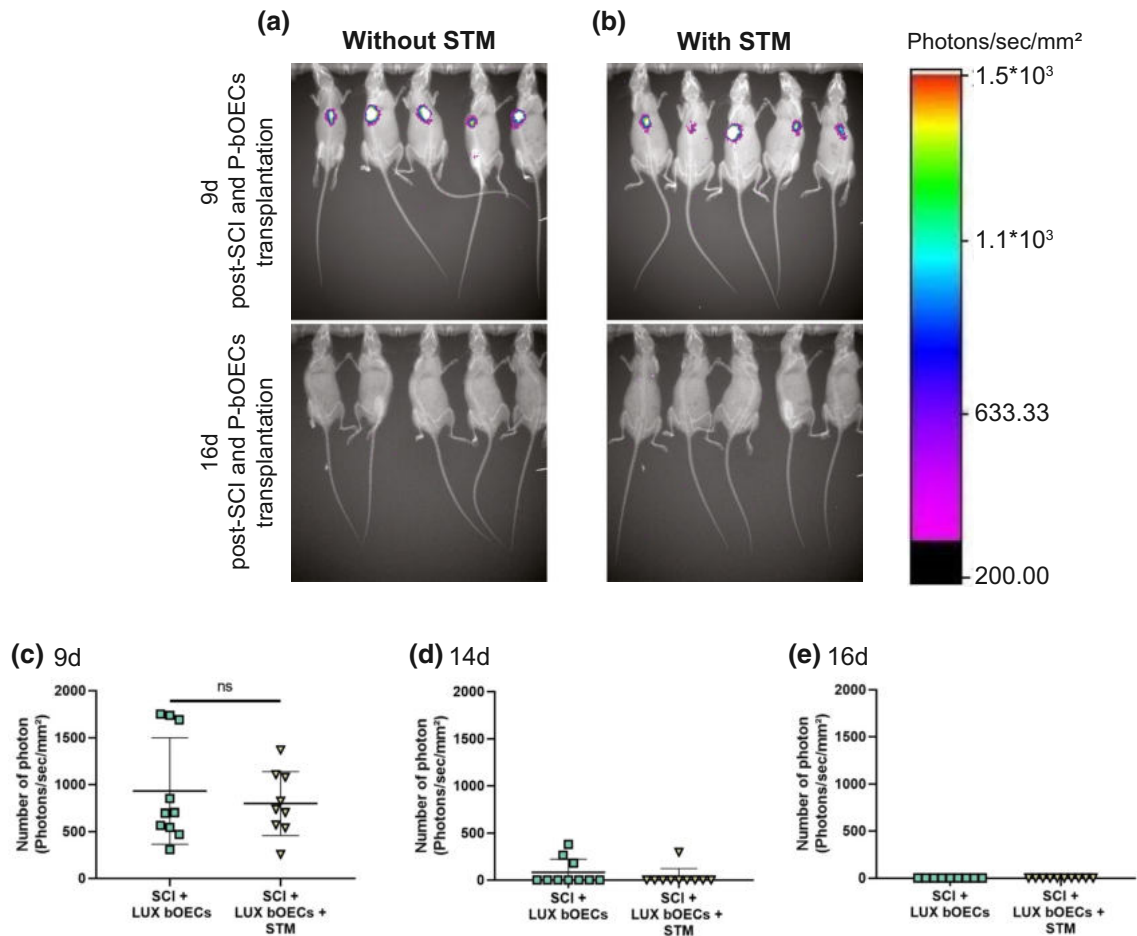 (a)
Without STM
(b)
With STM
Photons/sec/mm²
1.5*10³
1.1*10³
633.33
200.00
9d
post-SCI and P-bOECs
transplantation
16d
post-SCI and P-bOECs
transplantation
(c) 9d
Number of photon
(Photons/sec/mm²)
2000
1500
1000
500
0
ns
SCI +
LUX bOECs
SCI +
LUX bOECs +
STM
(d) 14d
Number of photon
(Photons/sec/mm²)
2000
1500
1000
500
0
SCI +
LUX bOECs
SCI +
LUX bOECs +
STM
(e) 16d
Number of photon
(Photons/sec/mm²)
2000
1500
1000
500
0
SCI +
LUX bOECs
SCI +
LUX bOECs +
STM